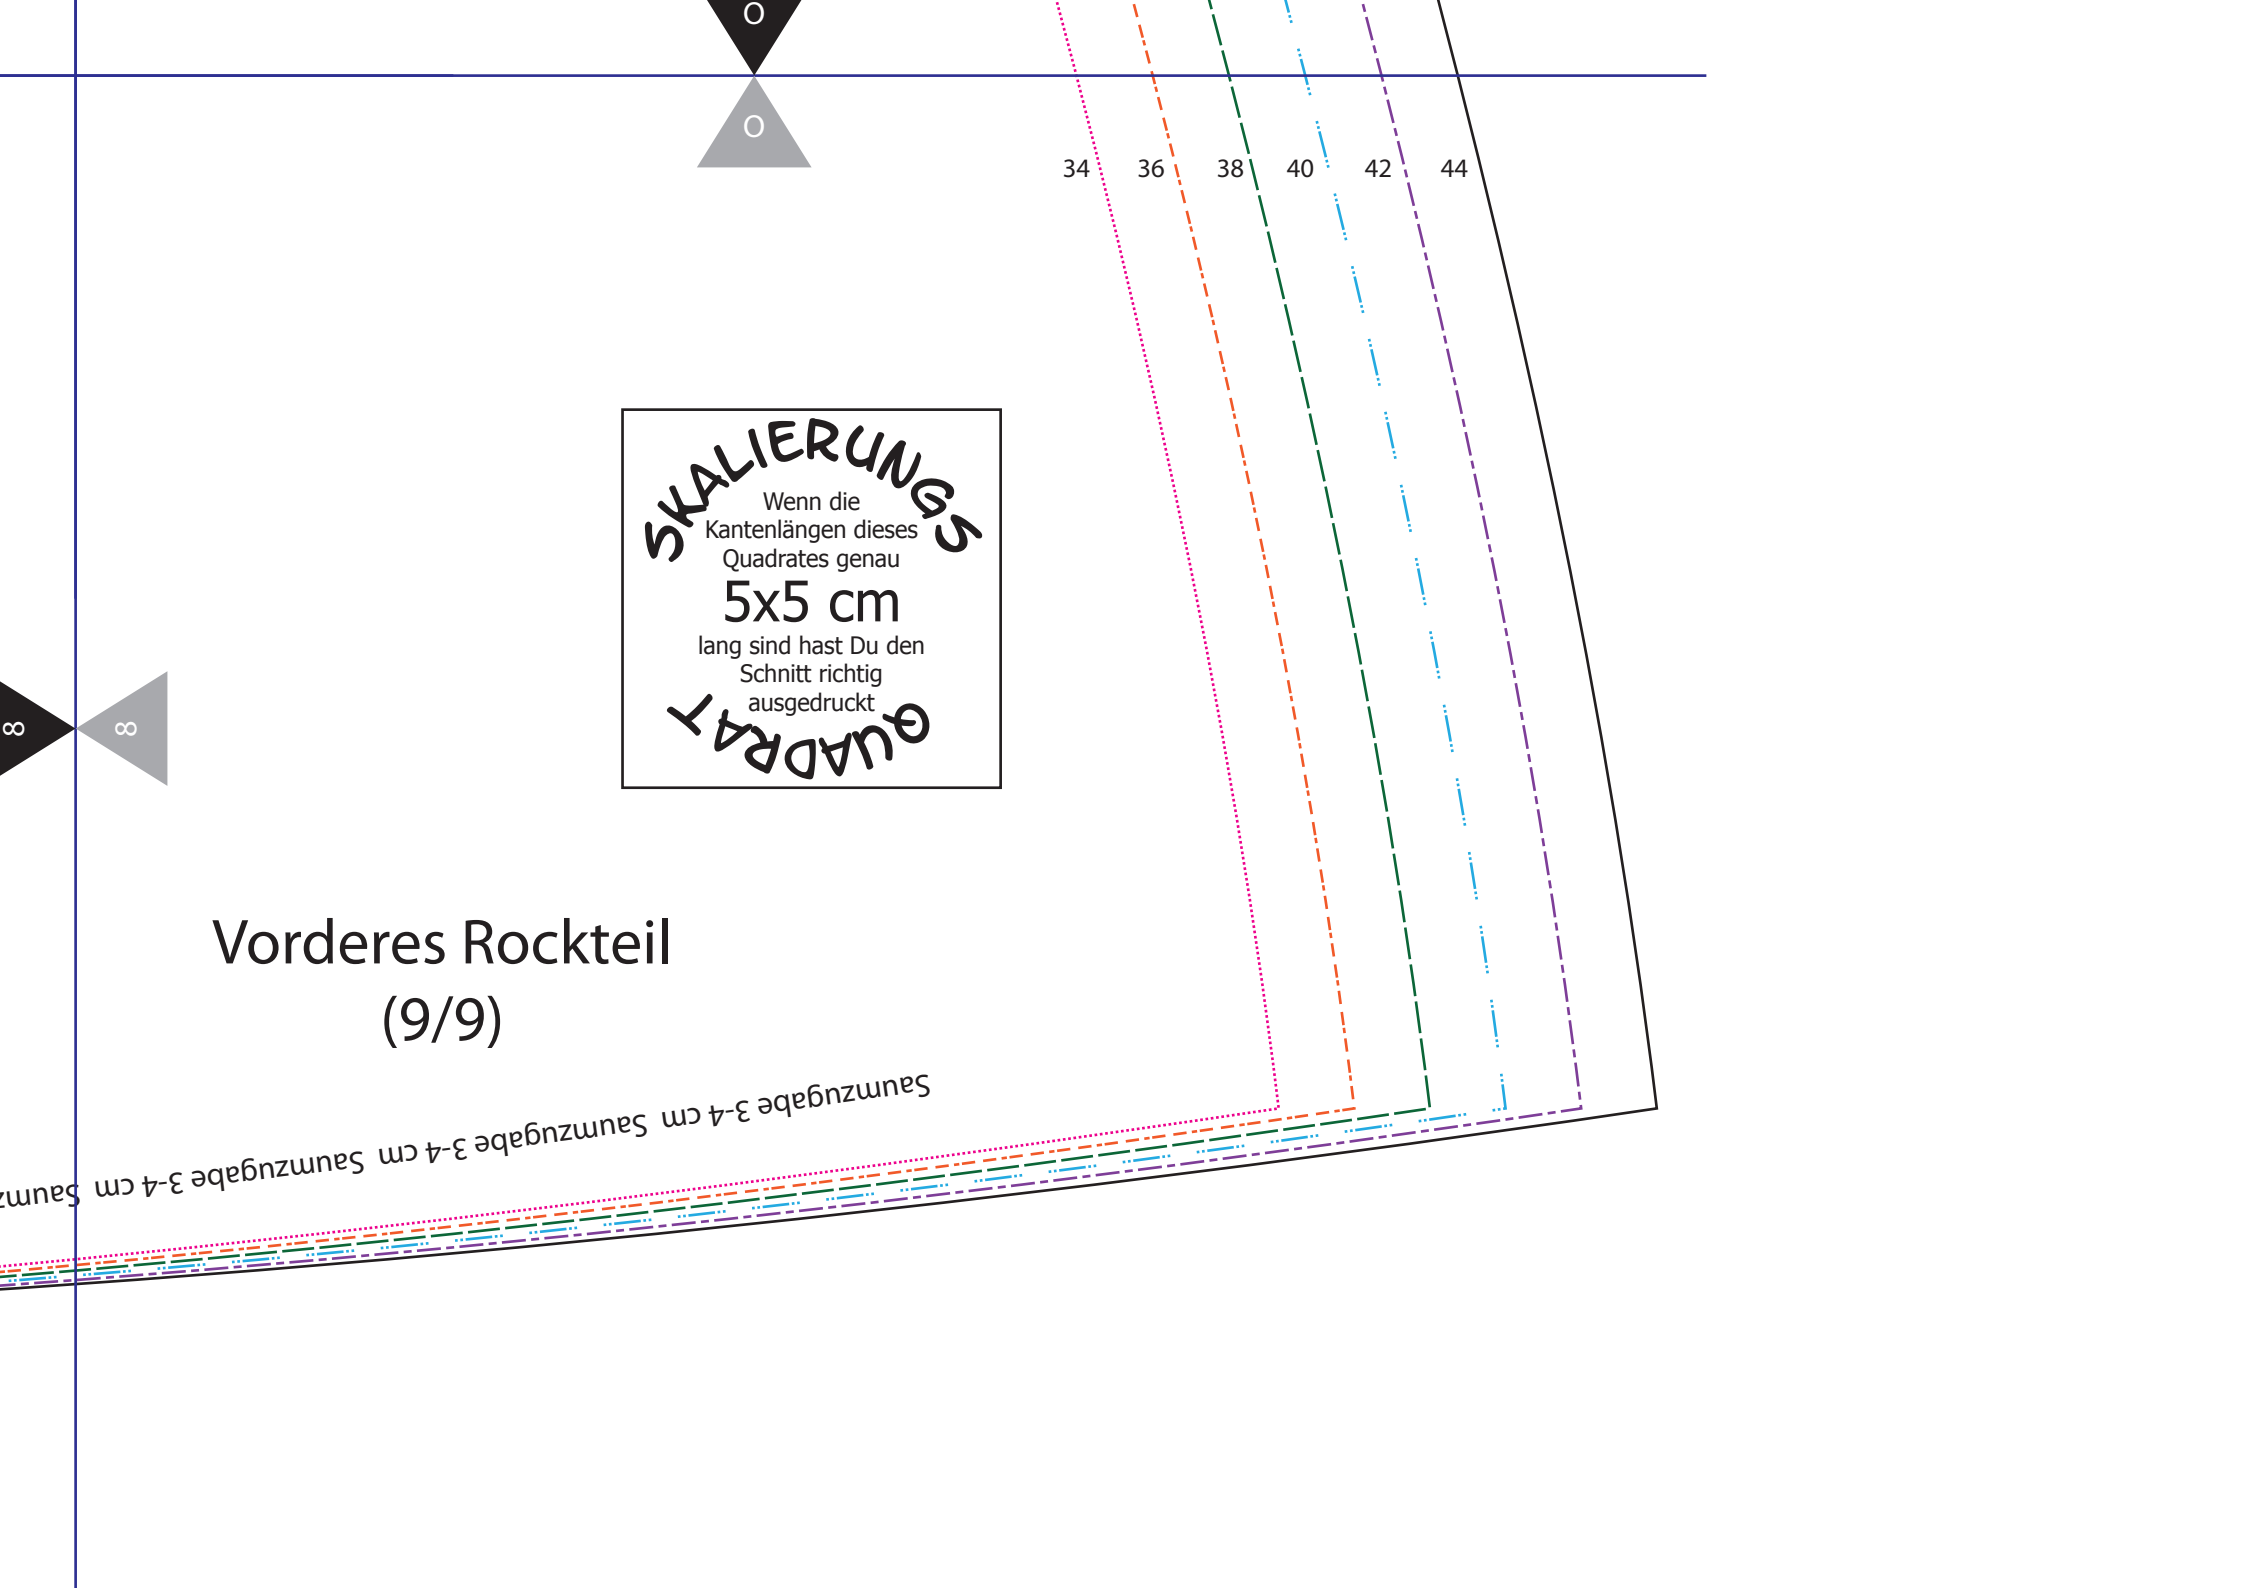 O
O
34 36 38 40 42 44
SKALIERUNGS
Wenn die
Kantenlängen dieses
Quadrates genau
5x5 cm
lang sind hast Du den
Schnitt richtig
ausgedruckt
QUADRAT
8
8
Vorderes Rockteil
(9/9)
Saumzugabe 3-4 cm Saumzugabe 3-4 cm Saumzugabe 3-4 cm Saumz